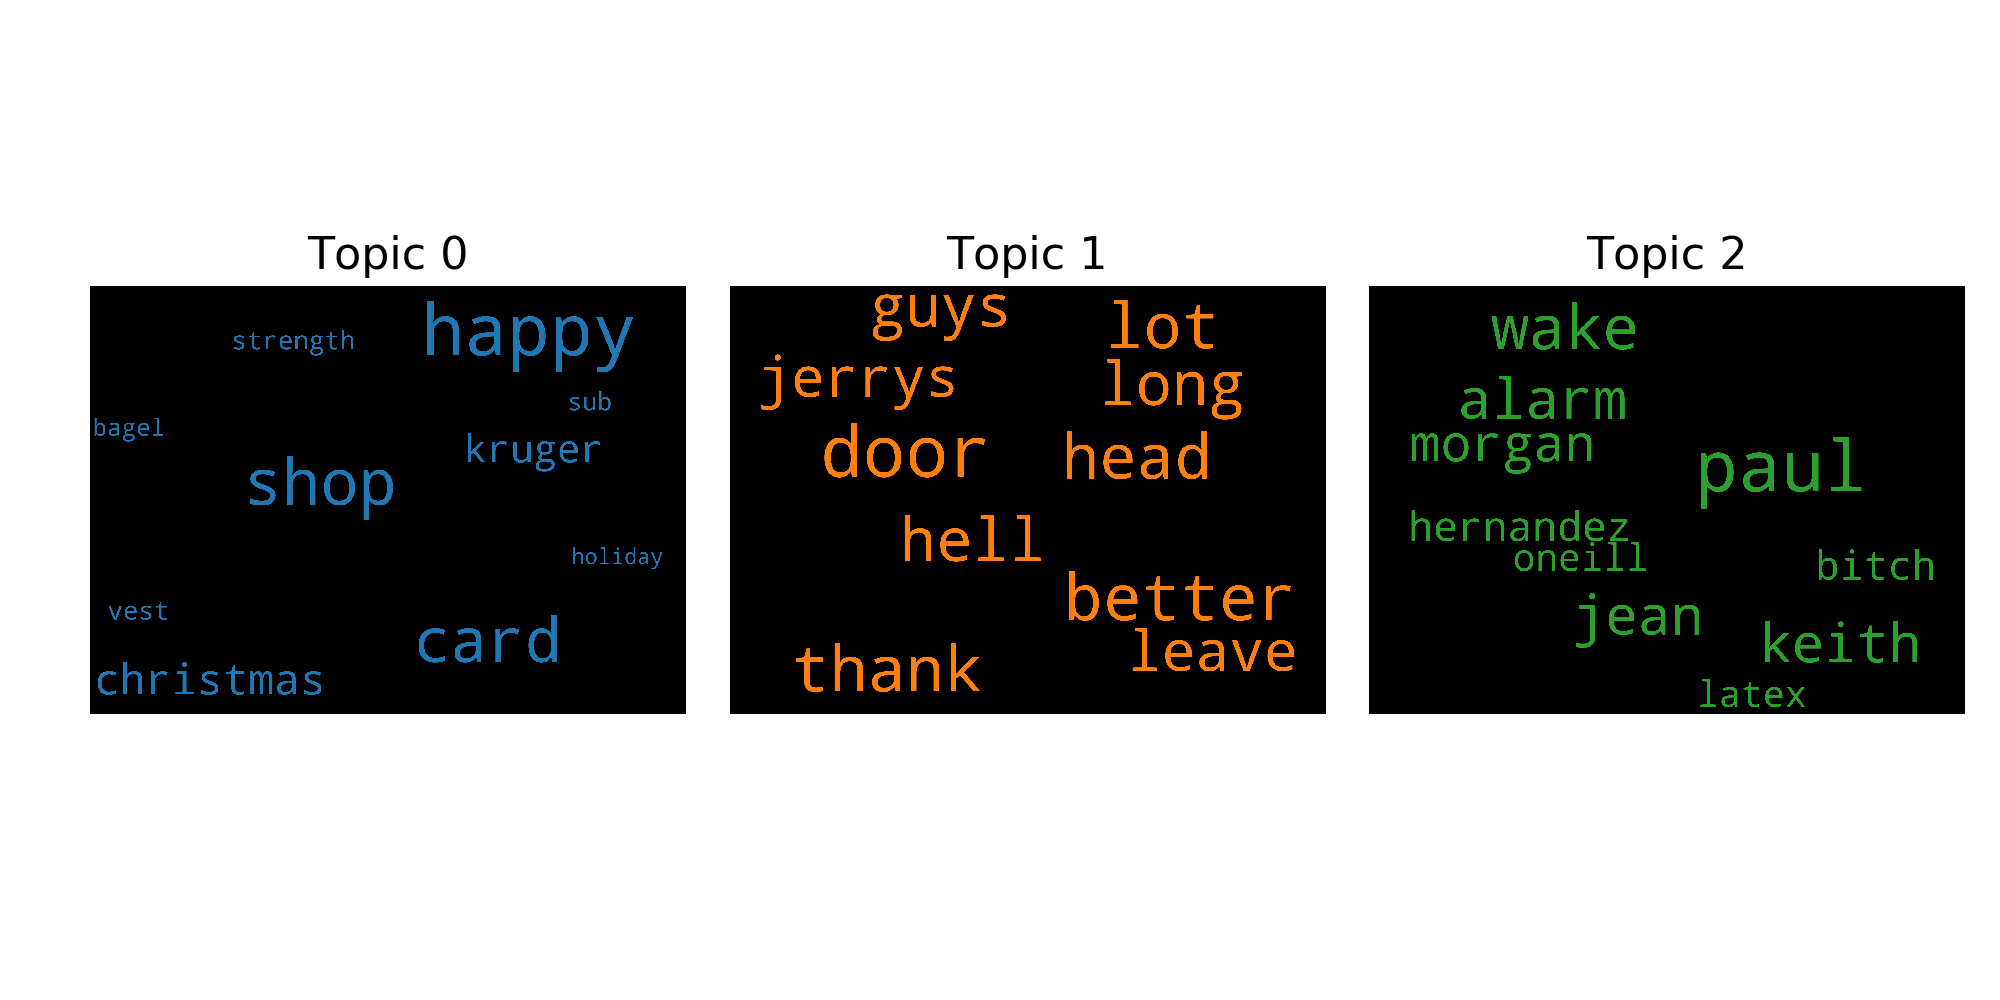 Topic 0
happy
strength
sub
bagel
kruger
shop
holiday
vest
card
christmas
Topic 1
guys
lot
jerrys
long
door
head
hell
better
leave
thank
Topic 2
wake
alarm
morgan
paul
hernandez
oneill
bitch
jean
keith
latex